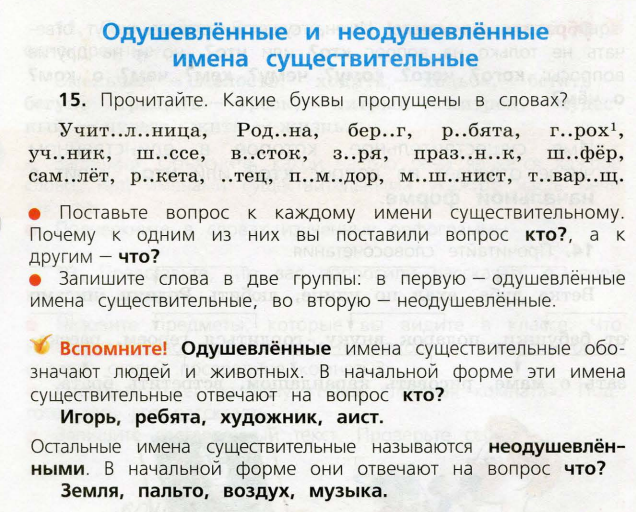 Одушевлённые и неодушевлённые
имена существительные
15. Прочитайте. Какие буквы пропущены в словах?
Учит..л..ница, Род..на, бер..г, р..бята, г..рох¹,
уч..ник, ш..ссе, в..сток, з..ря, праз..н..к, ш..фёр,
сам..лёт, р..кета, ..тец, п..м..дор, м..ш..нист, т..вар..щ.
● Поставьте вопрос к каждому имени существительному.
Почему к одним из них вы поставили вопрос кто?, а к
другим – что?
● Запишите слова в две группы: в первую – одушевлённые
имена существительные, во вторую – неодушевлённые.
Вспомните! Одушевлённые имена существительные обо-
значают людей и животных. В начальной форме эти имена
существительные отвечают на вопрос кто?
Игорь, ребята, художник, аист.
Остальные имена существительные называются неодушевлён-
ными. В начальной форме они отвечают на вопрос что?
Земля, пальто, воздух, музыка.